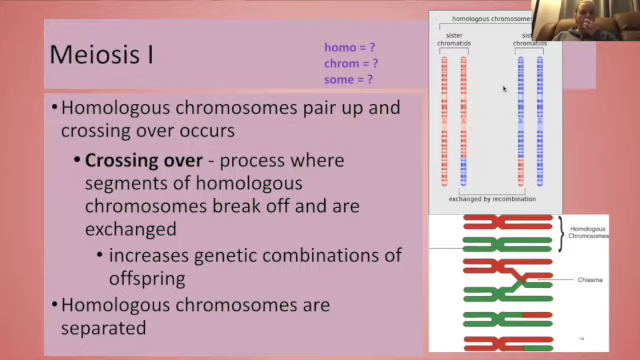 Meiosis I
homo = ?
chrom = ?
some = ?
• Homologous chromosomes pair up and
crossing over occurs
• Crossing over - process where
segments of homologous
chromosomes break off and are
exchanged
• increases genetic combinations of
offspring
• Homologous chromosomes are
separated
homologous chromosomes
sister
chromatids
sis
chromatids
exchanged by recombination
Homologous
Chromosomes
Chiasma